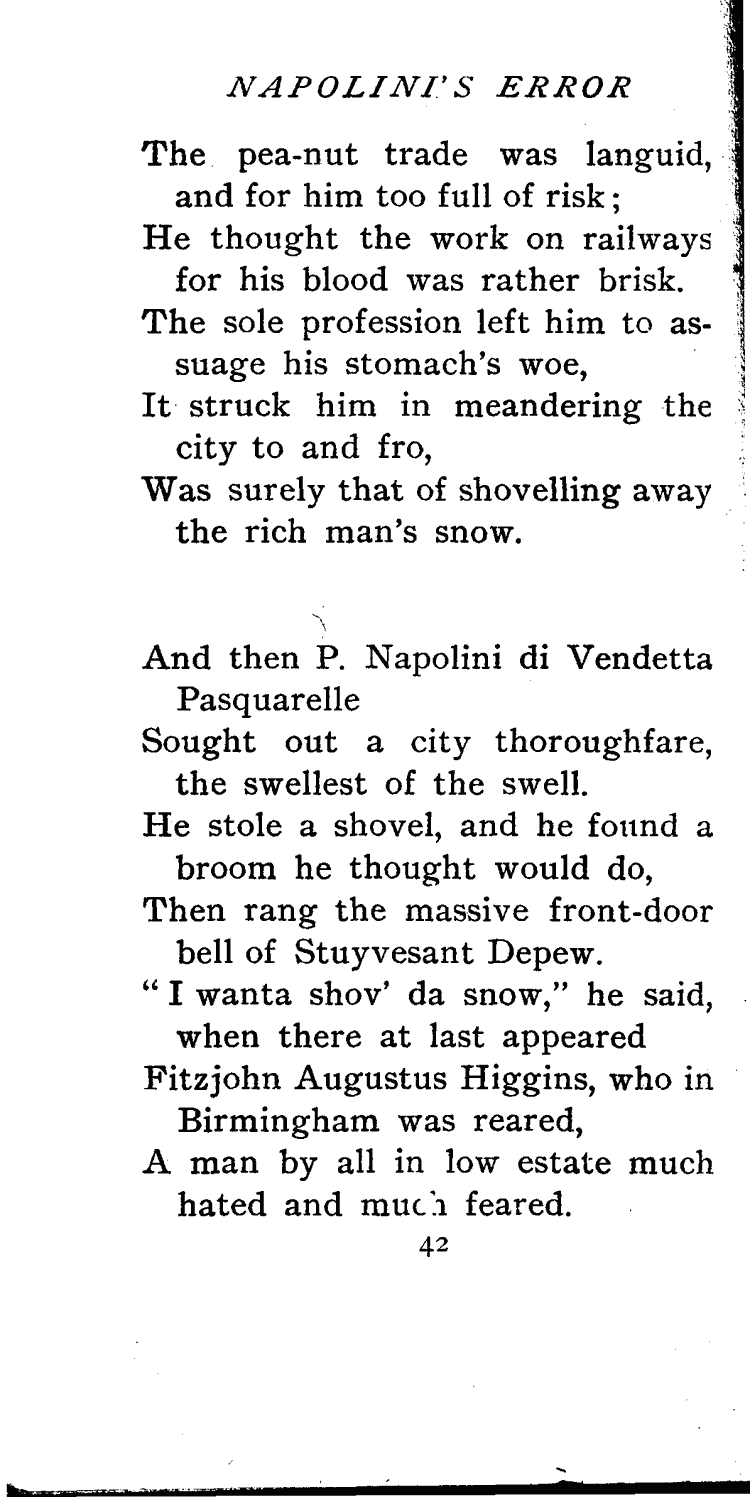 NAPOLINI'S ERROR
The pea-nut trade was languid,
and for him too full of risk;
He thought the work on railways
for his blood was rather brisk.
The sole profession left him to as-
suage his stomach's woe,
It struck him in meandering the
city to and fro,
Was surely that of shovelling away
the rich man's snow.
And then P. Napolini di Vendetta
Pasquarelle
Sought out a city thoroughfare,
the swellest of the swell.
He stole a shovel, and he found a
broom he thought would do,
Then rang the massive front-door
bell of Stuyvesant Depew.
"I wanta shov' da snow," he said,
when there at last appeared
Fitzjohn Augustus Higgins, who in
Birmingham was reared,
A man by all in low estate much
hated and much feared.
42